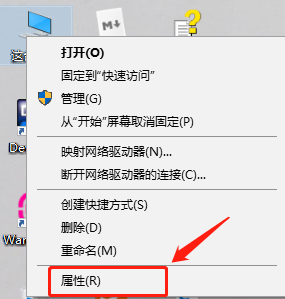 M↓
?
这
打开(O)
固定到"快速访问"
管理(G)
从"开始"屏幕取消固定(P)
De
映射网络驱动器(N)...
断开网络驱动器的连接(C)...
创建快捷方式(S)
删除(D)
War
重命名(M)
属性(R)